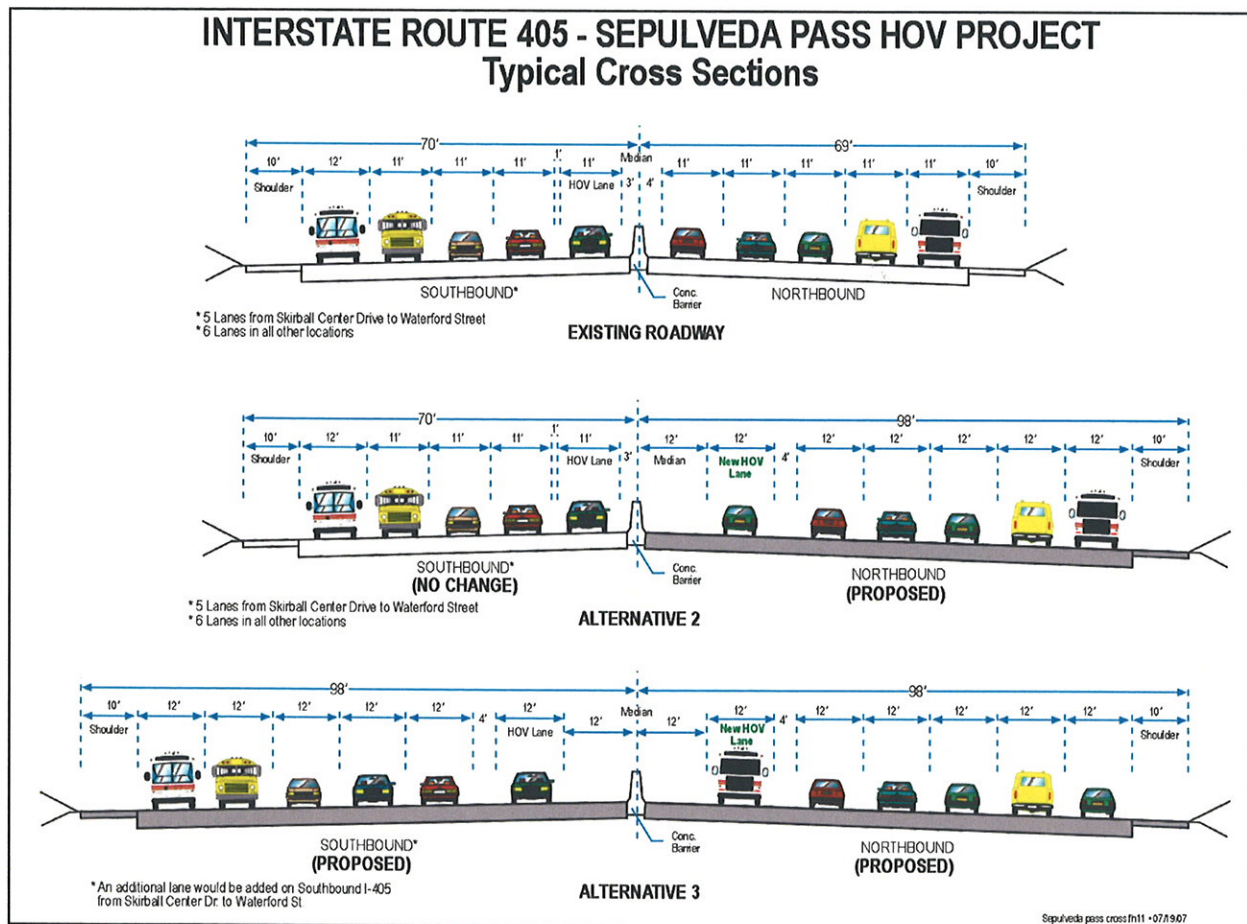 INTERSTATE ROUTE 405 - SEPULVEDA PASS HOV PROJECT
Typical Cross Sections
70' 69'
10' 12' 11' 11' 11' 1' 11' Median 11' 11' 11' 11' 11' 10'
Shoulder HOV Lane 3' 4' Shoulder
SOUTHBOUND* Conc. Barrier NORTHBOUND
* 5 Lanes from Skirball Center Drive to Waterford Street
* 6 Lanes in all other locations
EXISTING ROADWAY
70' 98'
10' 12' 11' 11' 11' 1' 11' 12' 12' 12' 12' 12' 12' 12' 10'
Shoulder HOV Lane 3' Median New HOV Lane 4' Shoulder
SOUTHBOUND* Conc. Barrier NORTHBOUND
(NO CHANGE) (PROPOSED)
* 5 Lanes from Skirball Center Drive to Waterford Street
* 6 Lanes in all other locations
ALTERNATIVE 2
98' 98'
10' 12' 12' 12' 12' 12' 4' 12' 12' Median 12' 12' 4' 12' 12' 12' 12' 12' 10'
Shoulder HOV Lane New HOV Lane Shoulder
SOUTHBOUND* Conc. Barrier NORTHBOUND
(PROPOSED) (PROPOSED)
* An additional lane would be added on Southbound I-405
from Skirball Center Dr. to Waterford St
ALTERNATIVE 3
Sepulveda pass cross fh11 • 07/19/07